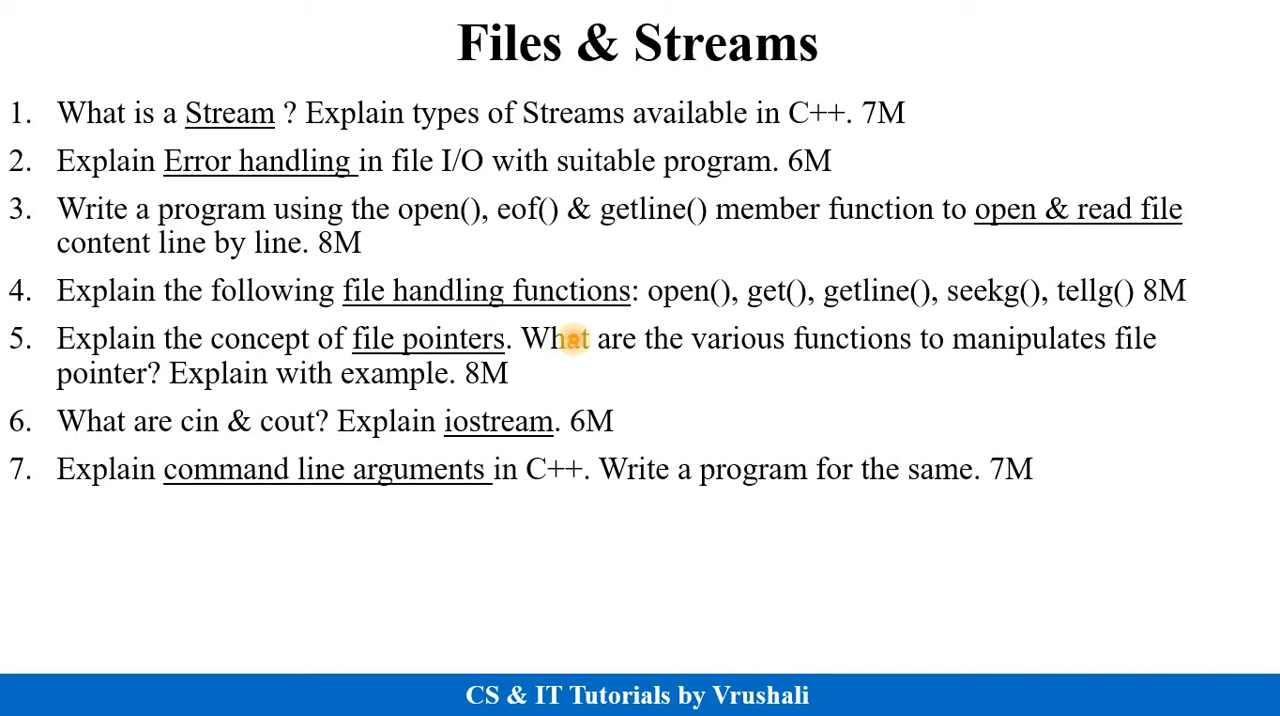 Files & Streams
1. What is a Stream ? Explain types of Streams available in C++. 7M
2. Explain Error handling in file I/O with suitable program. 6M
3. Write a program using the open(), eof() & getline() member function to open & read file
content line by line. 8M
4. Explain the following file handling functions: open(), get(), getline(), seekg(), tellg() 8M
5. Explain the concept of file pointers. What are the various functions to manipulates file
pointer? Explain with example. 8M
6. What are cin & cout? Explain iostream. 6M
7. Explain command line arguments in C++. Write a program for the same. 7M
CS & IT Tutorials by Vrushali